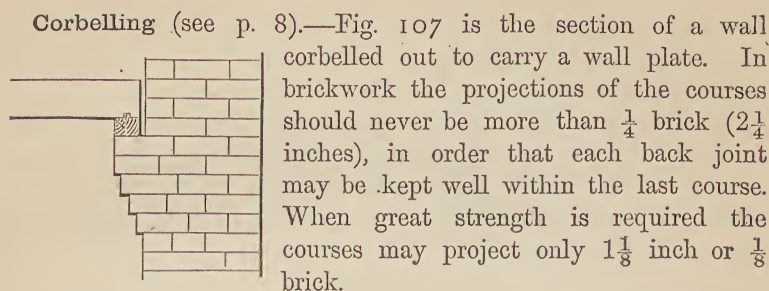 Corbelling (see p. 8).—Fig. 107 is the section of a wall
corbelled out to carry a wall plate. In
brickwork the projections of the courses
should never be more than ¼ brick (2¼
inches), in order that each back joint
may be .kept well within the last course.
When great strength is required the
courses may project only 1⅛ inch or ⅛
brick.